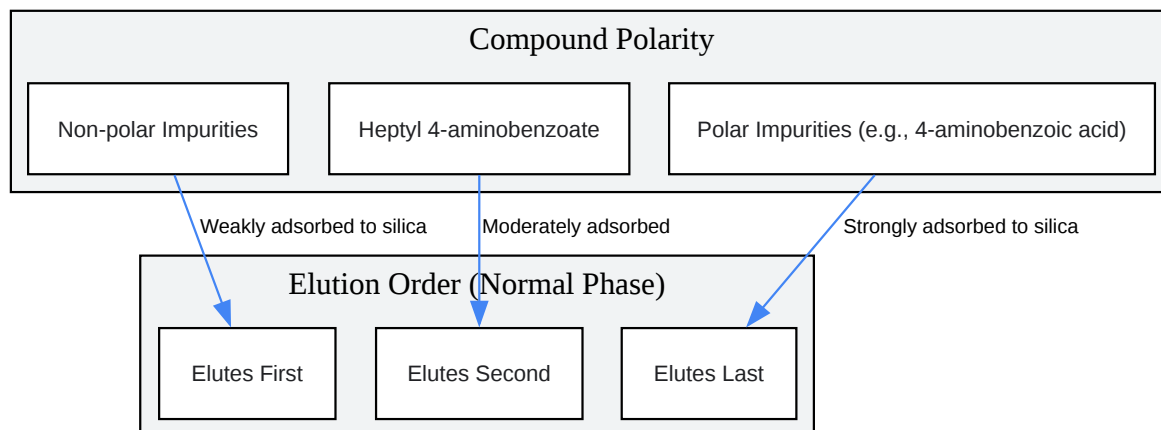 Compound Polarity
Non-polar Impurities
Heptyl 4-aminobenzoate
Polar Impurities (e.g., 4-aminobenzoic acid)
Weakly adsorbed to silica
Moderately adsorbed
Strongly adsorbed to silica
Elution Order (Normal Phase)
Elutes First
Elutes Second
Elutes Last